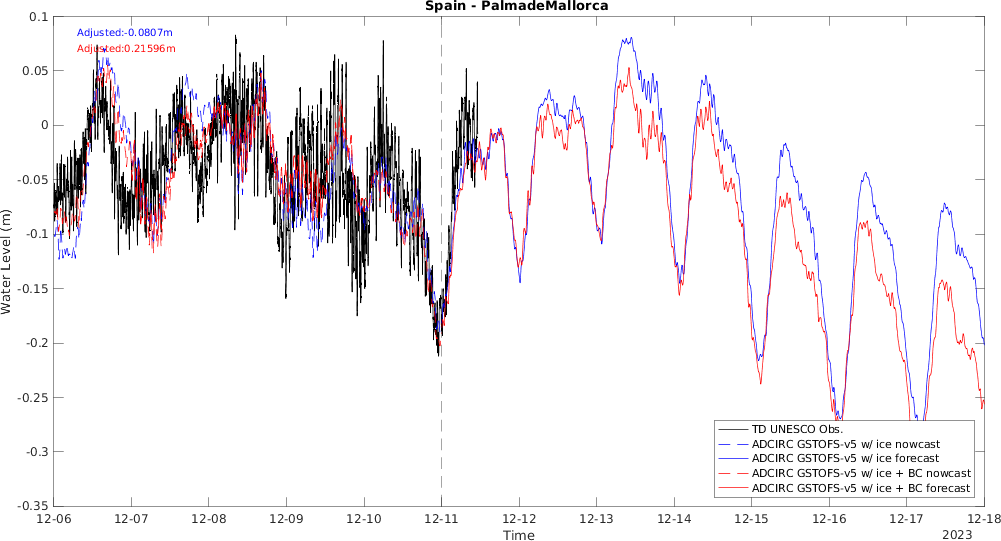 Spain - PalmadeMallorca
Adjusted:-0.0807m
Adjusted:0.21596m
Water Level (m)
0.1
0.05
0
-0.05
-0.1
-0.15
-0.2
-0.25
-0.3
-0.35
TD UNESCO Obs.
ADCIRC GSTOFS-v5 w/ ice nowcast
ADCIRC GSTOFS-v5 w/ ice forecast
ADCIRC GSTOFS-v5 w/ ice + BC nowcast
ADCIRC GSTOFS-v5 w/ ice + BC forecast
12-06 12-07 12-08 12-09 12-10 12-11 12-12 12-13 12-14 12-15 12-16 12-17 12-18
Time
2023